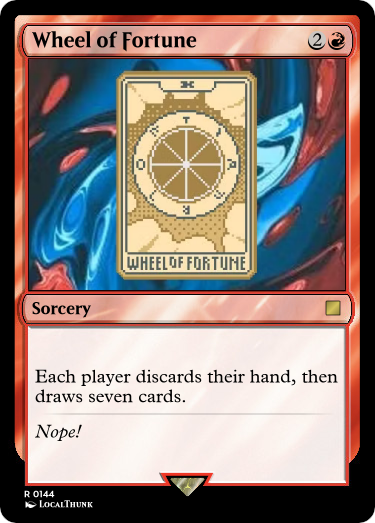 Wheel of Fortune 2
WHEEL OF FORTUNE
Sorcery
Each player discards their hand, then
draws seven cards.
Nope!
R 0144
LocalThunk